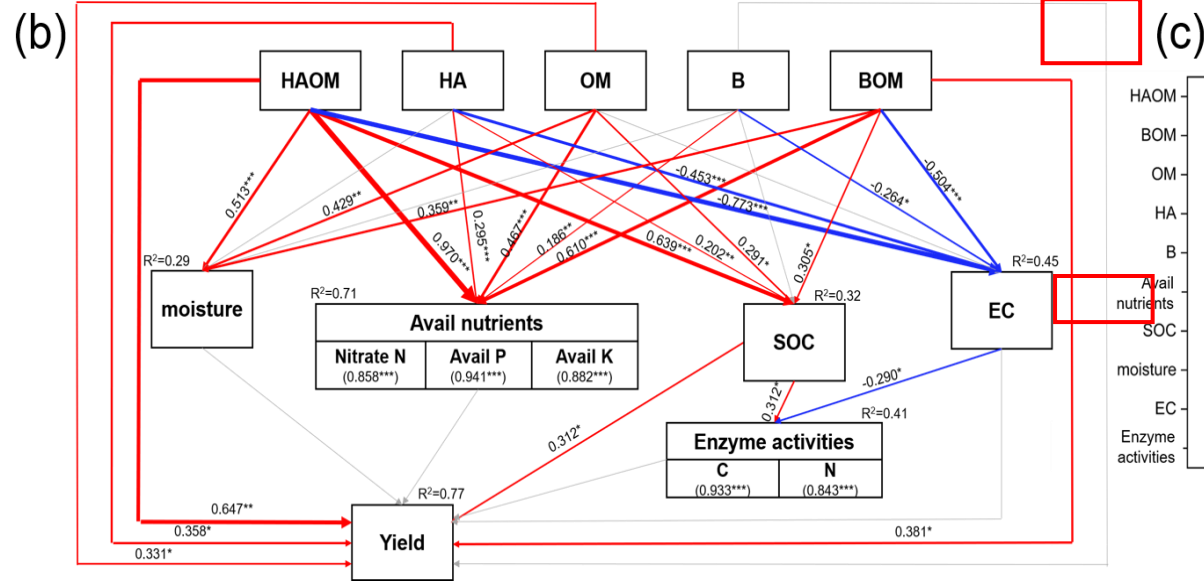 (b)
(c)
HAOM
HA
OM
B
BOM
0.513***
0.429**
0.359**
0.970***
0.295***
0.467***
0.186**
0.610***
0.639***
0.202**
0.291*
0.305*
-0.453***
-0.773***
-0.264*
-0.504***
R²=0.29
moisture
R²=0.71
Avail nutrients
Nitrate N
Avail P
Avail K
(0.858***)
(0.941***)
(0.882***)
R²=0.32
SOC
R²=0.45
EC
0.312*
0.312*
-0.290*
R²=0.41
Enzyme activities
C
N
(0.933***)
(0.843***)
R²=0.77
Yield
0.647**
0.358*
0.331*
0.381*
HAOM
BOM
OM
HA
B
Avail
nutrients
SOC
moisture
EC
Enzyme
activities